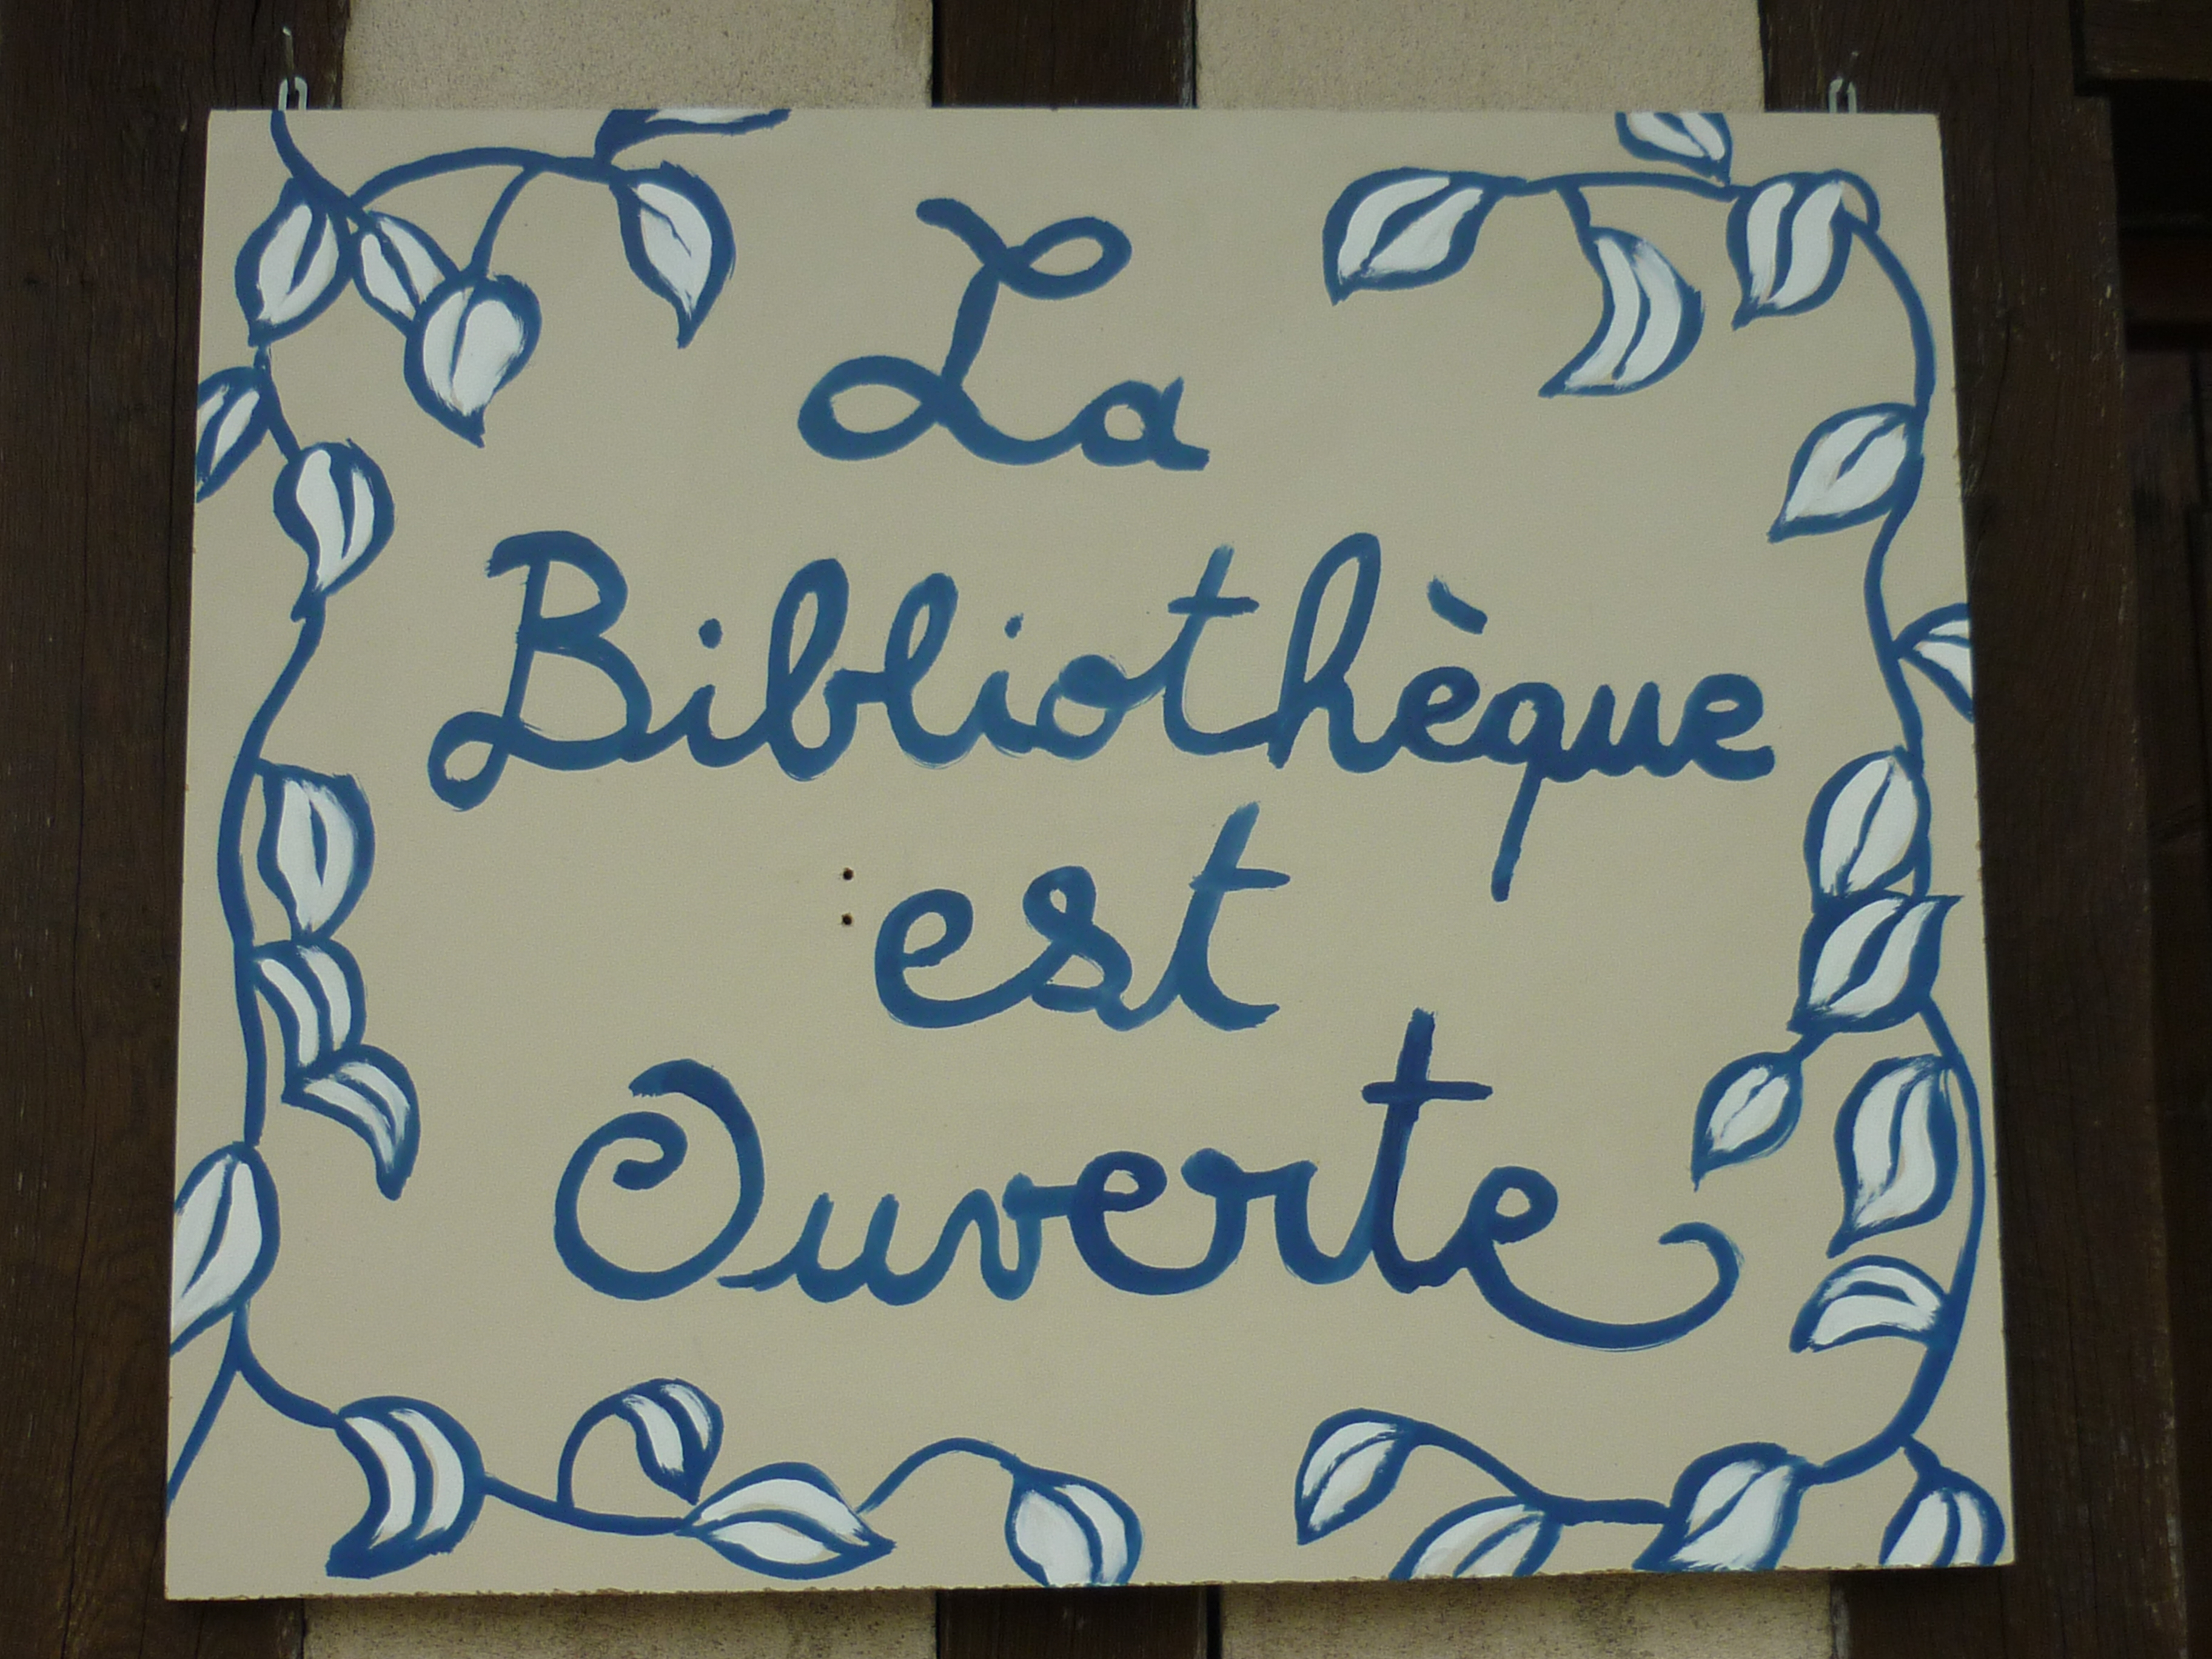 La
Bibliothèque
est
Ouverte